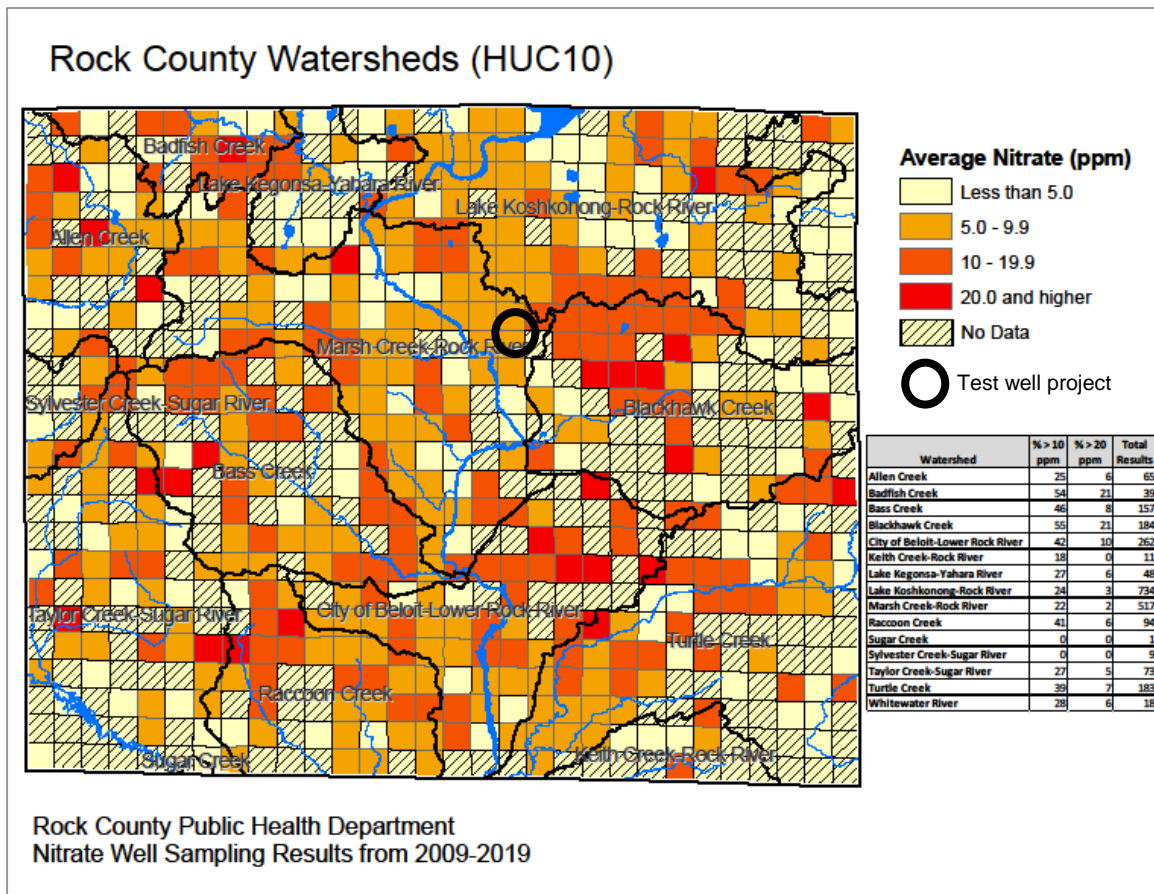 Rock County Watersheds (HUC10)
Badfish Creek
Lake Kegonsa-Yahara River
Lake Koshkonong-Rock River
Allen Creek
Marsh Creek-Rock River
Sylvester Creek-Sugar River
Blackhawk Creek
Bass Creek
Taylor Creek-Sugar River
City of Beloit-Lower Rock River
Turtle Creek
Raccoon Creek
Sugar Creek
Keith Creek-Rock River
Average Nitrate (ppm)
Less than 5.0
5.0 - 9.9
10 - 19.9
20.0 and higher
No Data
Test well project
Watershed % > 10 ppm % > 20 ppm Total Results
Allen Creek 25 6 65
Badfish Creek 54 21 39
Bass Creek 46 8 157
Blackhawk Creek 55 21 184
City of Beloit-Lower Rock River 42 10 262
Keith Creek-Rock River 18 0 11
Lake Kegonsa-Yahara River 27 6 48
Lake Koshkonong-Rock River 24 3 734
Marsh Creek-Rock River 22 2 517
Raccoon Creek 41 6 94
Sugar Creek 0 0 1
Sylvester Creek-Sugar River 0 0 9
Taylor Creek-Sugar River 27 5 73
Turtle Creek 39 7 183
Whitewater River 28 6 18
Rock County Public Health Department
Nitrate Well Sampling Results from 2009-2019